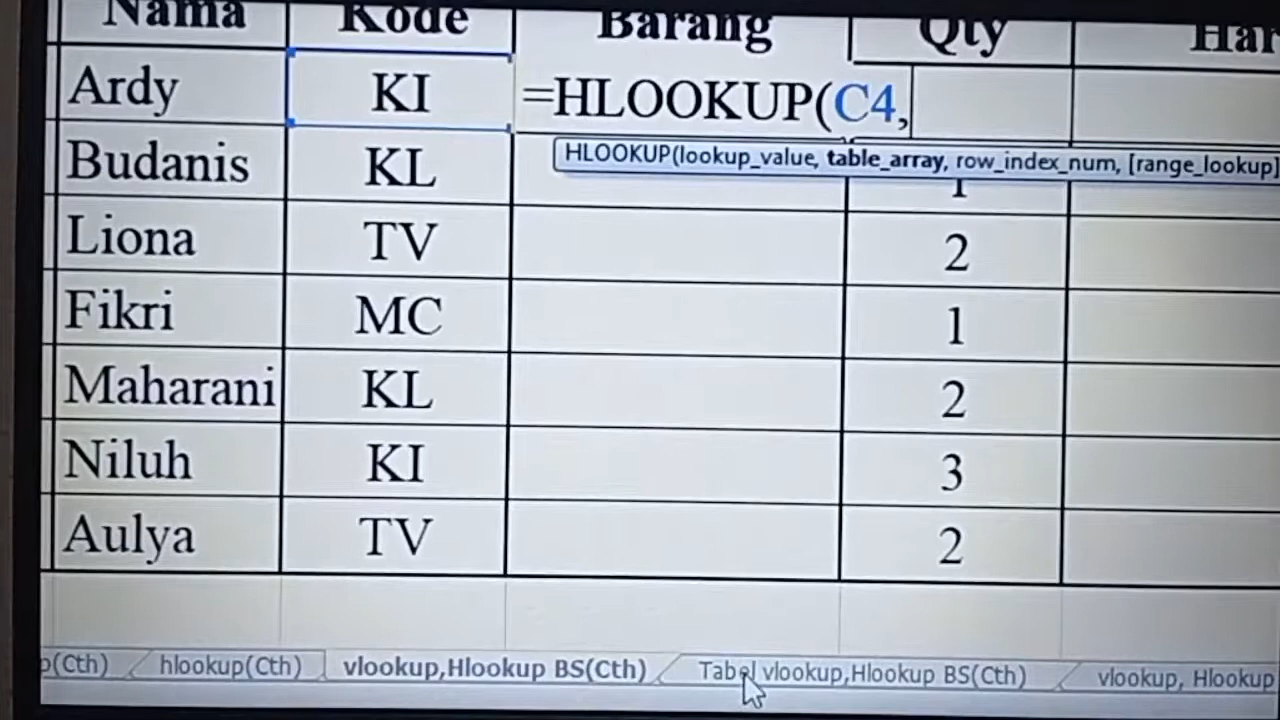 Nama Kode Barang Qty Har
Ardy KI =HLOOKUP(C4,
HLOOKUP(lookup_value, table_array, row_index_num, [range_lookup]
Budanis KL 1
Liona TV 2
Fikri MC 1
Maharani KL 2
Niluh KI 3
Aulya TV 2
p(Cth) hlookup(Cth) vlookup,Hlookup BS(Cth) Tabel vlookup,Hlookup BS(Cth) vlookup, Hlookup